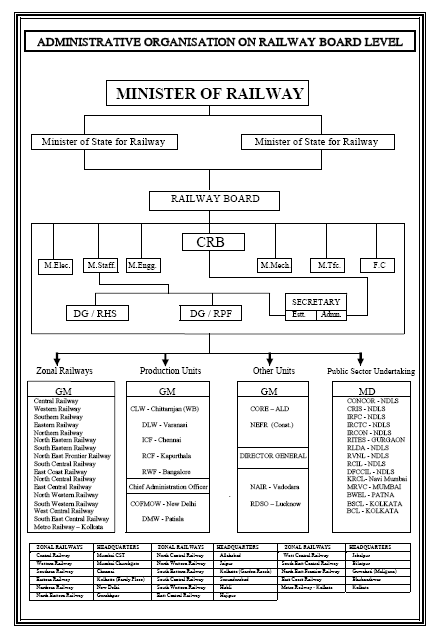 ADMINISTRATIVE ORGANISATION ON RAILWAY BOARD LEVEL
MINISTER OF RAILWAY
Minister of State for Railway
Minister of State for Railway
RAILWAY BOARD
CRB
M.Elec.
M.Staff.
M.Engg.
M.Mech.
M.Tfc.
F.C
DG / RHS
DG / RPF
SECRETARY
Estt. Admn.
Zonal Railways
GM
Central Railway
Western Railway
Southern Railway
Eastern Railway
Northern Railway
North Eastern Railway
South Eastern Railway
North East Frontier Railway
South Central Railway
East Coast Railway
North Central Railway
East Central Railway
North Western Railway
South Western Railway
West Central Railway
South East Central Railway
Metro Railway – Kolkata
Production Units
GM
CLW - Chittamjan (WB)
DLW - Varanasi
ICF - Chennai
RCF - Kapurthala
RWF - Bangalore
Chief Administration Officer
COFMOW - New Delhi
DMW - Patiala
Other Units
GM
CORE – ALD
NEFR (Const.)
DIRECTOR GENERAL
NAIR - Vadodara
RDSO – Lucknow
Public Sector Undertaking
MD
CONCOR - NDLS
CRIS - NDLS
IRFC - NDLS
IRCTC - NDLS
IRCON - NDLS
RITES - GURGAON
RLDA - NDLS
RVNL - NDLS
RCIL - NDLS
DFCCIL - NDLS
KRCL- Navi Mumbai
MRVC - MUMBAI
BWEL - PATNA
BSCL - KOLKATA
BCL - KOLKATA
ZONAL RAILWAYS HEADQUARTERS ZONAL RAILWAYS HEADQUARTERS ZONAL RAILWAYS HEADQUARTERS
Central Railway Mumbai CST North Central Railway Allahabad West Central Railway Jabalpur
Western Railway Mumbai Churchgate North Western Railway Jaipur South East Central Railway Bilaspur
Southern Railway Chennai South Eastern Railway Kolkata (Garden Reach) North East Frontier Railway Guwahati (Maligaon)
Eastern Railway Kolkata (Fairly Place) South Central Railway Secunderabad East Coast Railway Bhubaneshwar
Northern Railway New Delhi South Western Railway Hubli Metro Railway - Kolkata Kolkata
North Eastern Railway Gorakhpur East Central Railway Hajipur